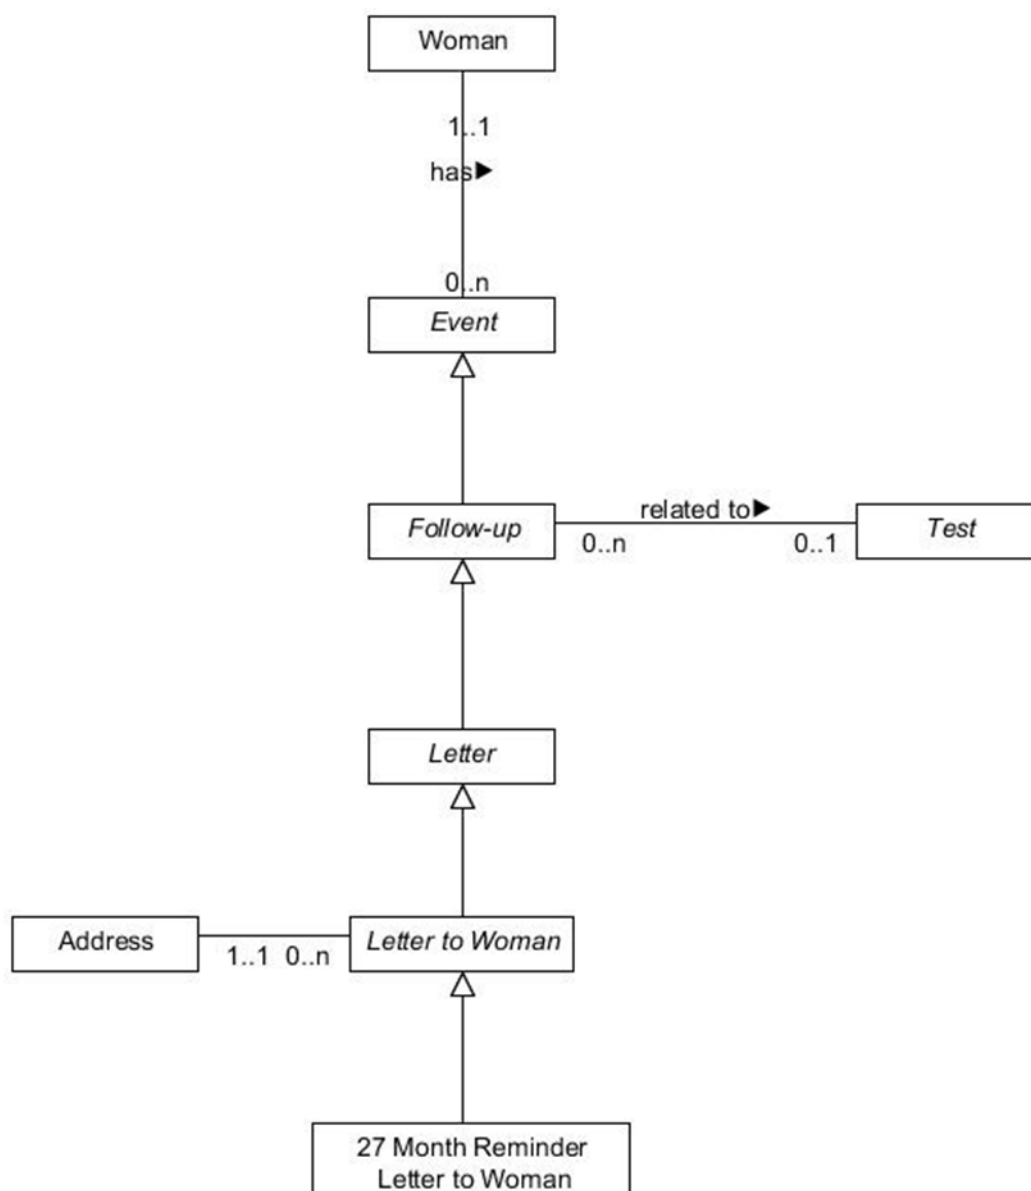 Woman
1..1
has▶
0..n
Event
Follow-up
related to▶
0..n
0..1
Test
Letter
Address
1..1 0..n
Letter to Woman
27 Month Reminder
Letter to Woman